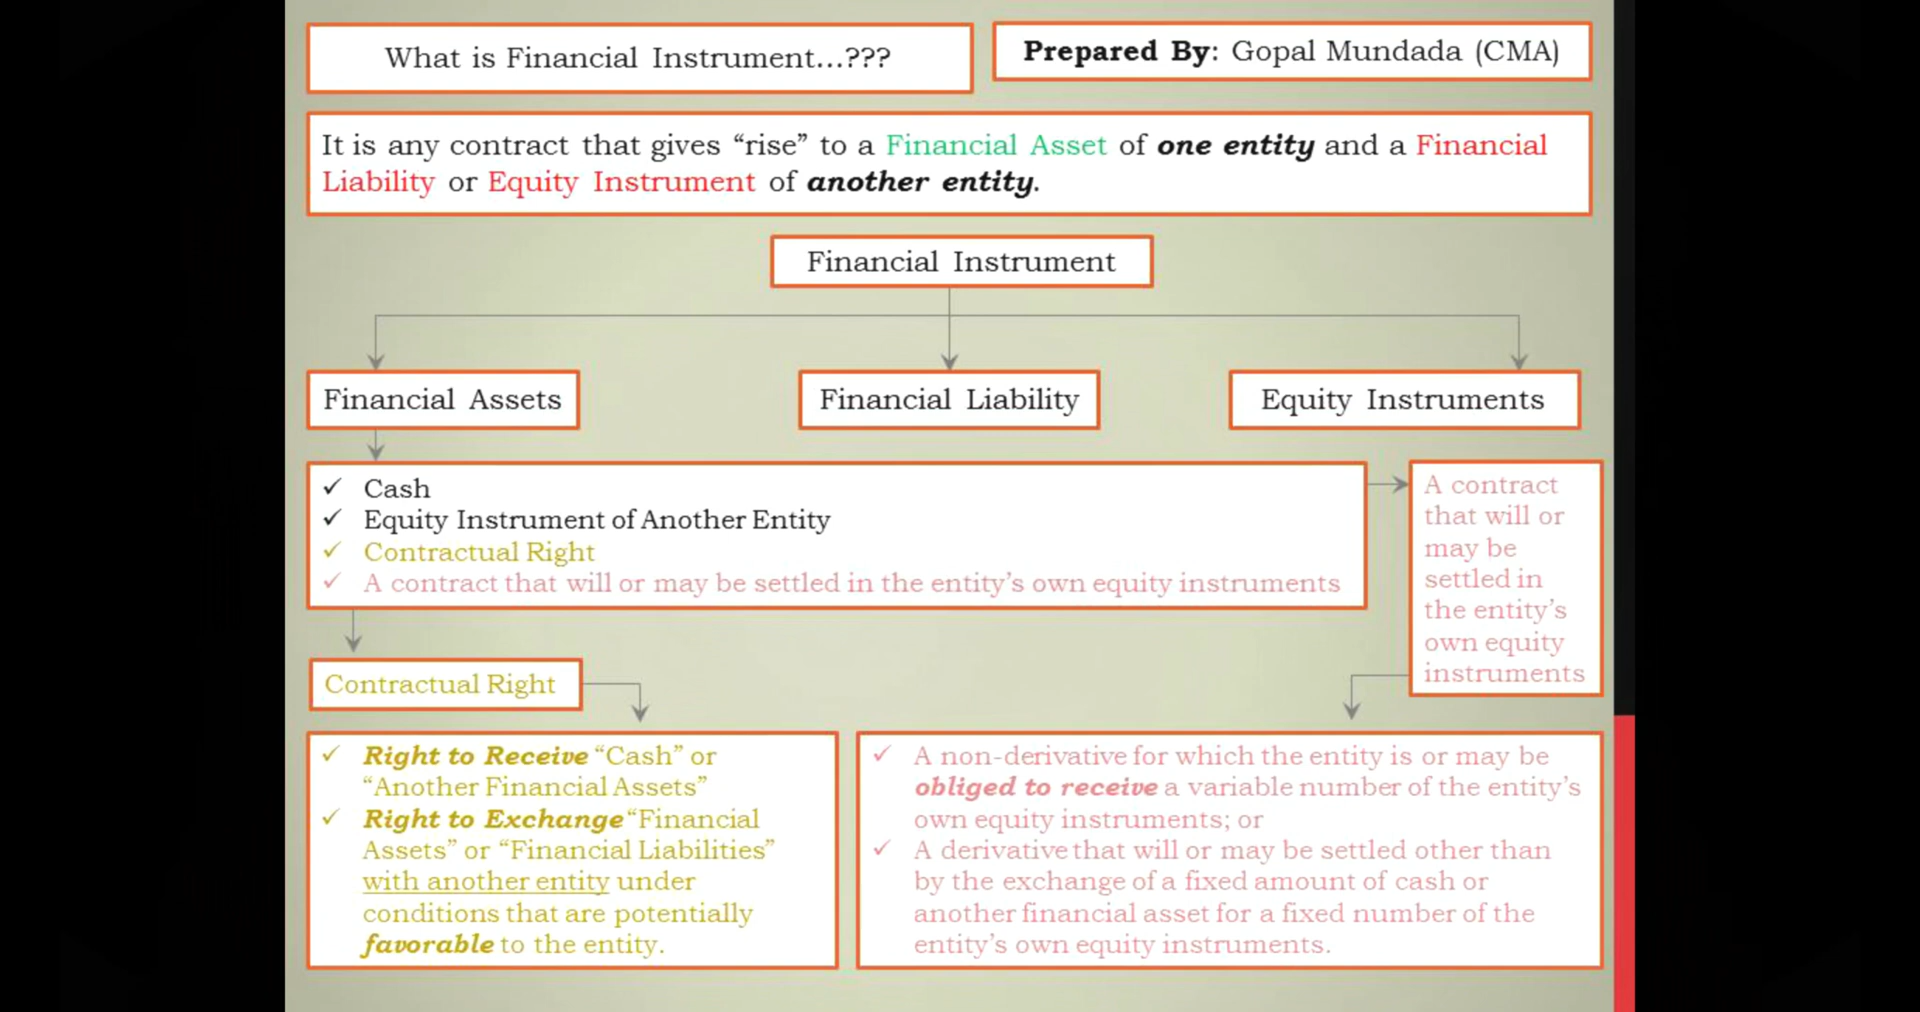 What is Financial Instrument...???
Prepared By: Gopal Mundada (CMA)
It is any contract that gives “rise” to a Financial Asset of one entity and a Financial
Liability or Equity Instrument of another entity.
Financial Instrument
Financial Assets
Financial Liability
Equity Instruments
✓ Cash
✓ Equity Instrument of Another Entity
✓ Contractual Right
✓ A contract that will or may be settled in the entity’s own equity instruments
A contract
that will or
may be
settled in
the entity’s
own equity
instruments
Contractual Right
✓ Right to Receive “Cash” or
“Another Financial Assets”
✓ Right to Exchange “Financial
Assets” or “Financial Liabilities”
with another entity under
conditions that are potentially
favorable to the entity.
✓ A non-derivative for which the entity is or may be
obliged to receive a variable number of the entity’s
own equity instruments; or
✓ A derivative that will or may be settled other than
by the exchange of a fixed amount of cash or
another financial asset for a fixed number of the
entity’s own equity instruments.